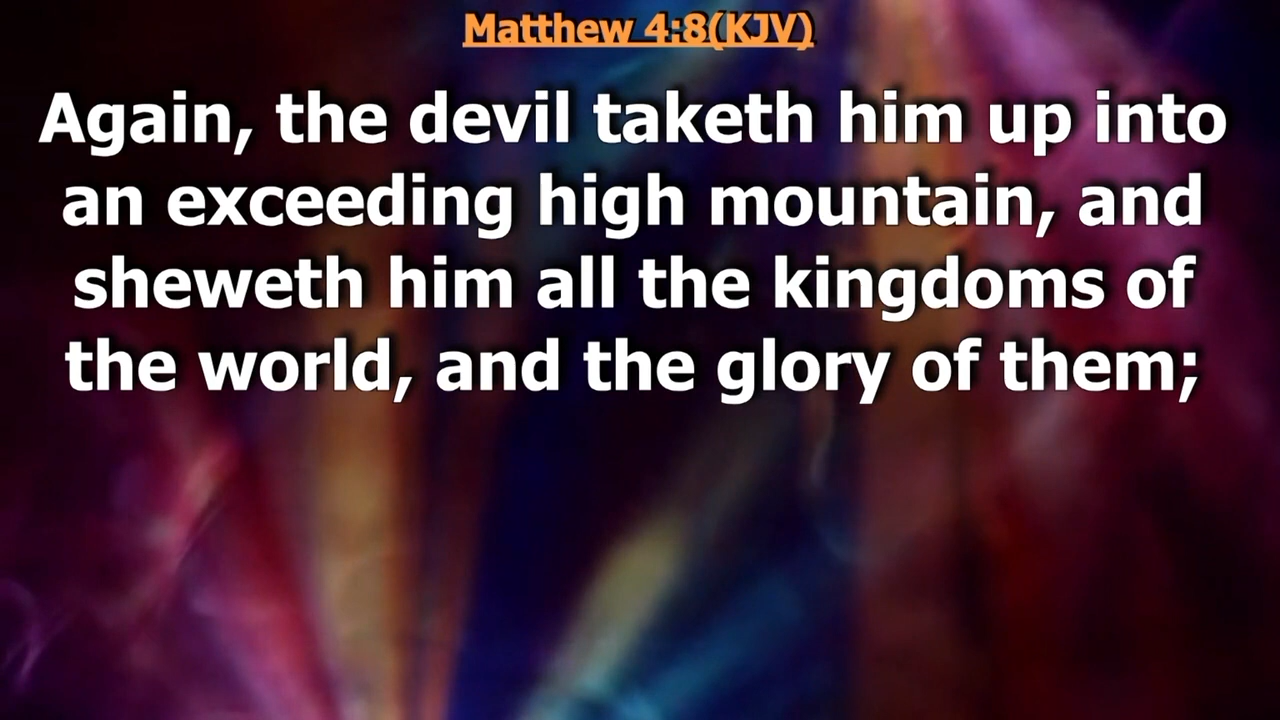 Matthew 4:8(KJV)
Again, the devil taketh him up into
an exceeding high mountain, and
sheweth him all the kingdoms of
the world, and the glory of them;